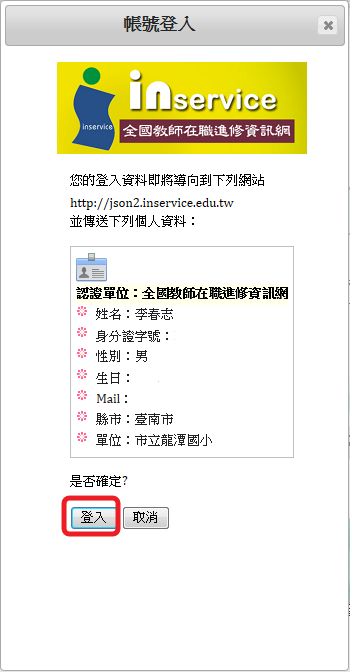 帳號登入
inservice
inservice
全國教師在職進修資訊網
您的登入資料即將導向到下列網站
http://json2.inservice.edu.tw
並傳送下列個人資料：
認證單位：全國教師在職進修資訊網
姓名：李春志
身分證字號：
性別：男
生日：
Mail：
縣市：臺南市
單位：市立龍潭國小
是否確定?
登入 取消